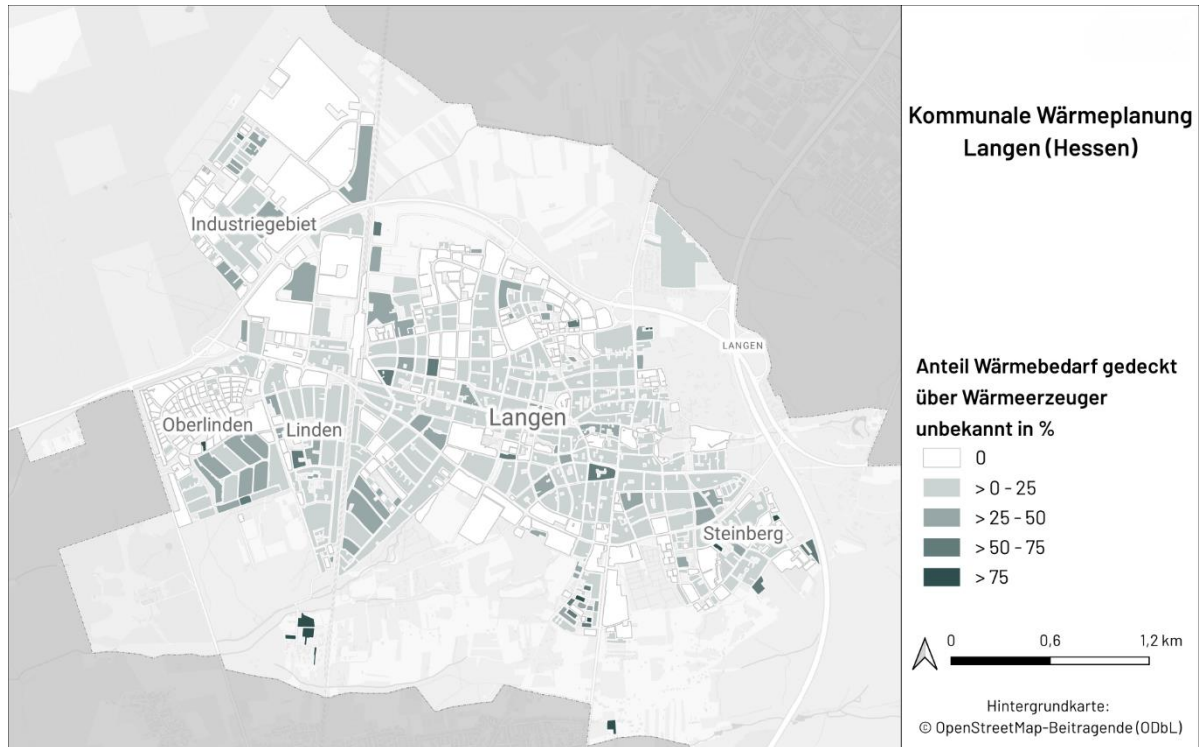 Kommunale Wärmeplanung
Langen (Hessen)
Industriegebiet
LANGEN
Oberlinden
Linden
Langen
Steinberg
Anteil Wärmebedarf gedeckt
über Wärmeerzeuger
unbekannt in %
0
> 0 - 25
> 25 - 50
> 50 - 75
> 75
0 0,6 1,2 km
Hintergrundkarte:
© OpenStreetMap-Beitragende (ODbL)